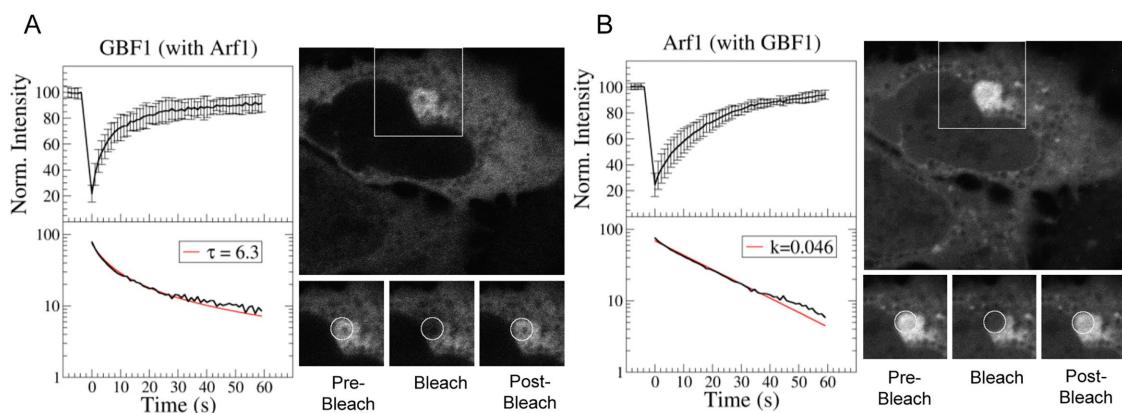 A
GBF1 (with Arf1)
Norm. Intensity
100
80
60
40
20
100
10
1
τ = 6.3
0 10 20 30 40 50 60
Time (s)
Pre-
Bleach
Bleach
Post-
Bleach
B
Arf1 (with GBF1)
Norm. Intensity
100
80
60
40
20
100
10
1
k=0.046
0 10 20 30 40 50 60
Time (s)
Pre-
Bleach
Bleach
Post-
Bleach